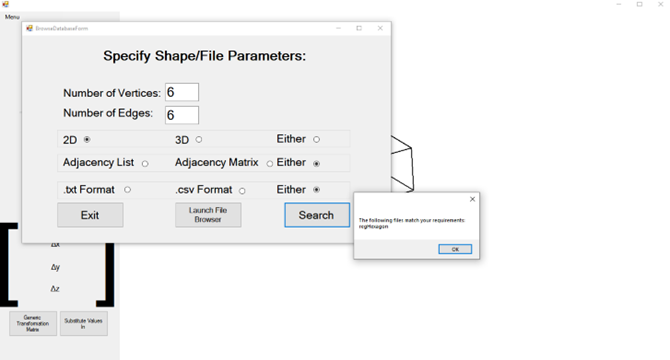 Menu
BrowseDatabaseForm
Specify Shape/File Parameters:
Number of Vertices: 6
Number of Edges: 6
2D 3D Either
Adjacency List Adjacency Matrix Either
.txt Format .csv Format Either
Exit Launch File Browser Search
The following files match your requirements:
regHexagon
OK
Δx
Δy
Δz
Generic
Transformation
Matrix
Substitute Values
In